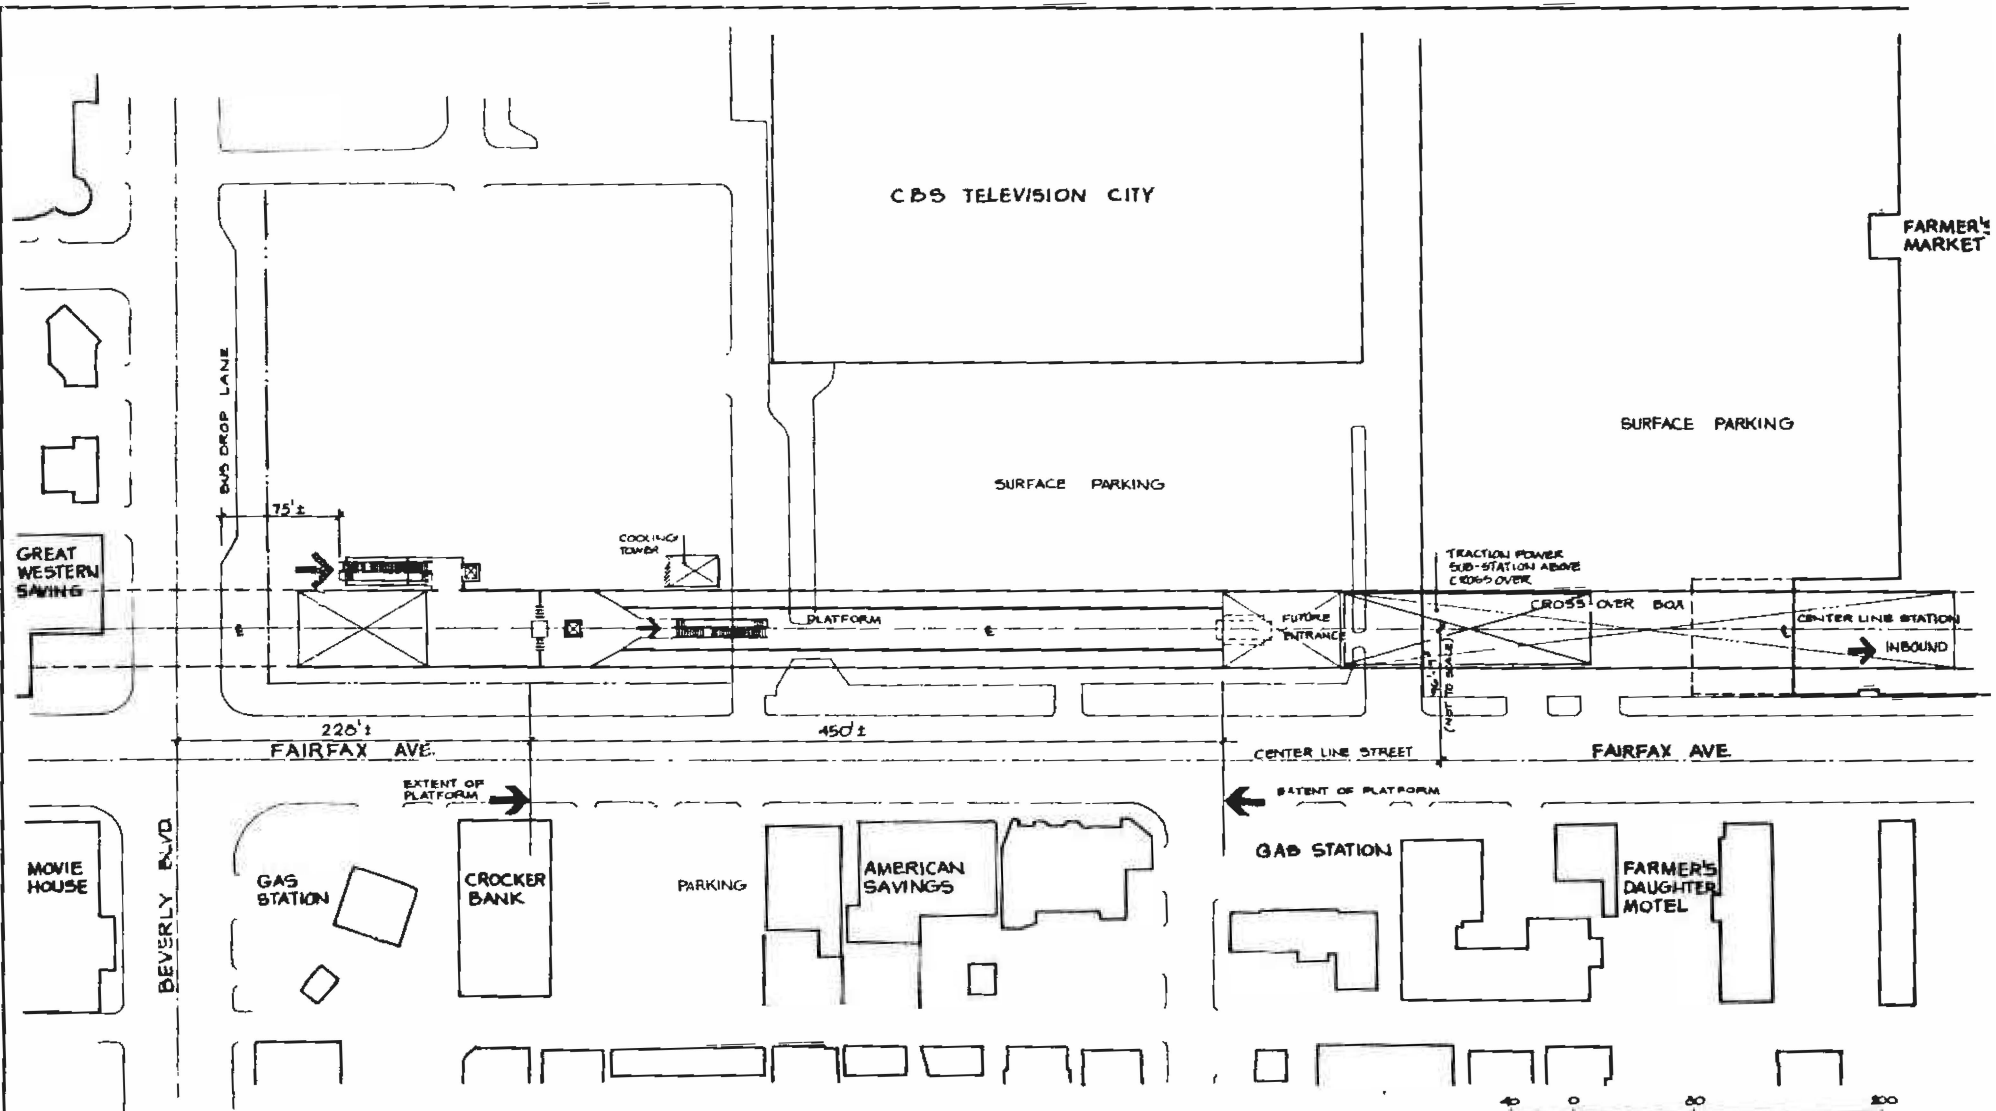 CBS TELEVISION CITY
FARMER'S
MARKET
SURFACE PARKING
SURFACE PARKING
BUS DROP LANE
75'±
COOLING
TOWER
GREAT
WESTERN
SAVING
TRACTION POWER
SUB-STATION ABOVE
CROSS OVER
PLATFORM
FUTURE
ENTRANCE
CROSS OVER BOX
CENTER LINE STATION
INBOUND
(NOT TO SCALE)
228'±
450'±
FAIRFAX AVE.
CENTER LINE STREET
FAIRFAX AVE.
EXTENT OF
PLATFORM
EXTENT OF PLATFORM
MOVIE
HOUSE
BEVERLY BLVD.
GAS
STATION
CROCKER
BANK
PARKING
AMERICAN
SAVINGS
GAS STATION
FARMER'S
DAUGHTER
MOTEL
40 0 80 200